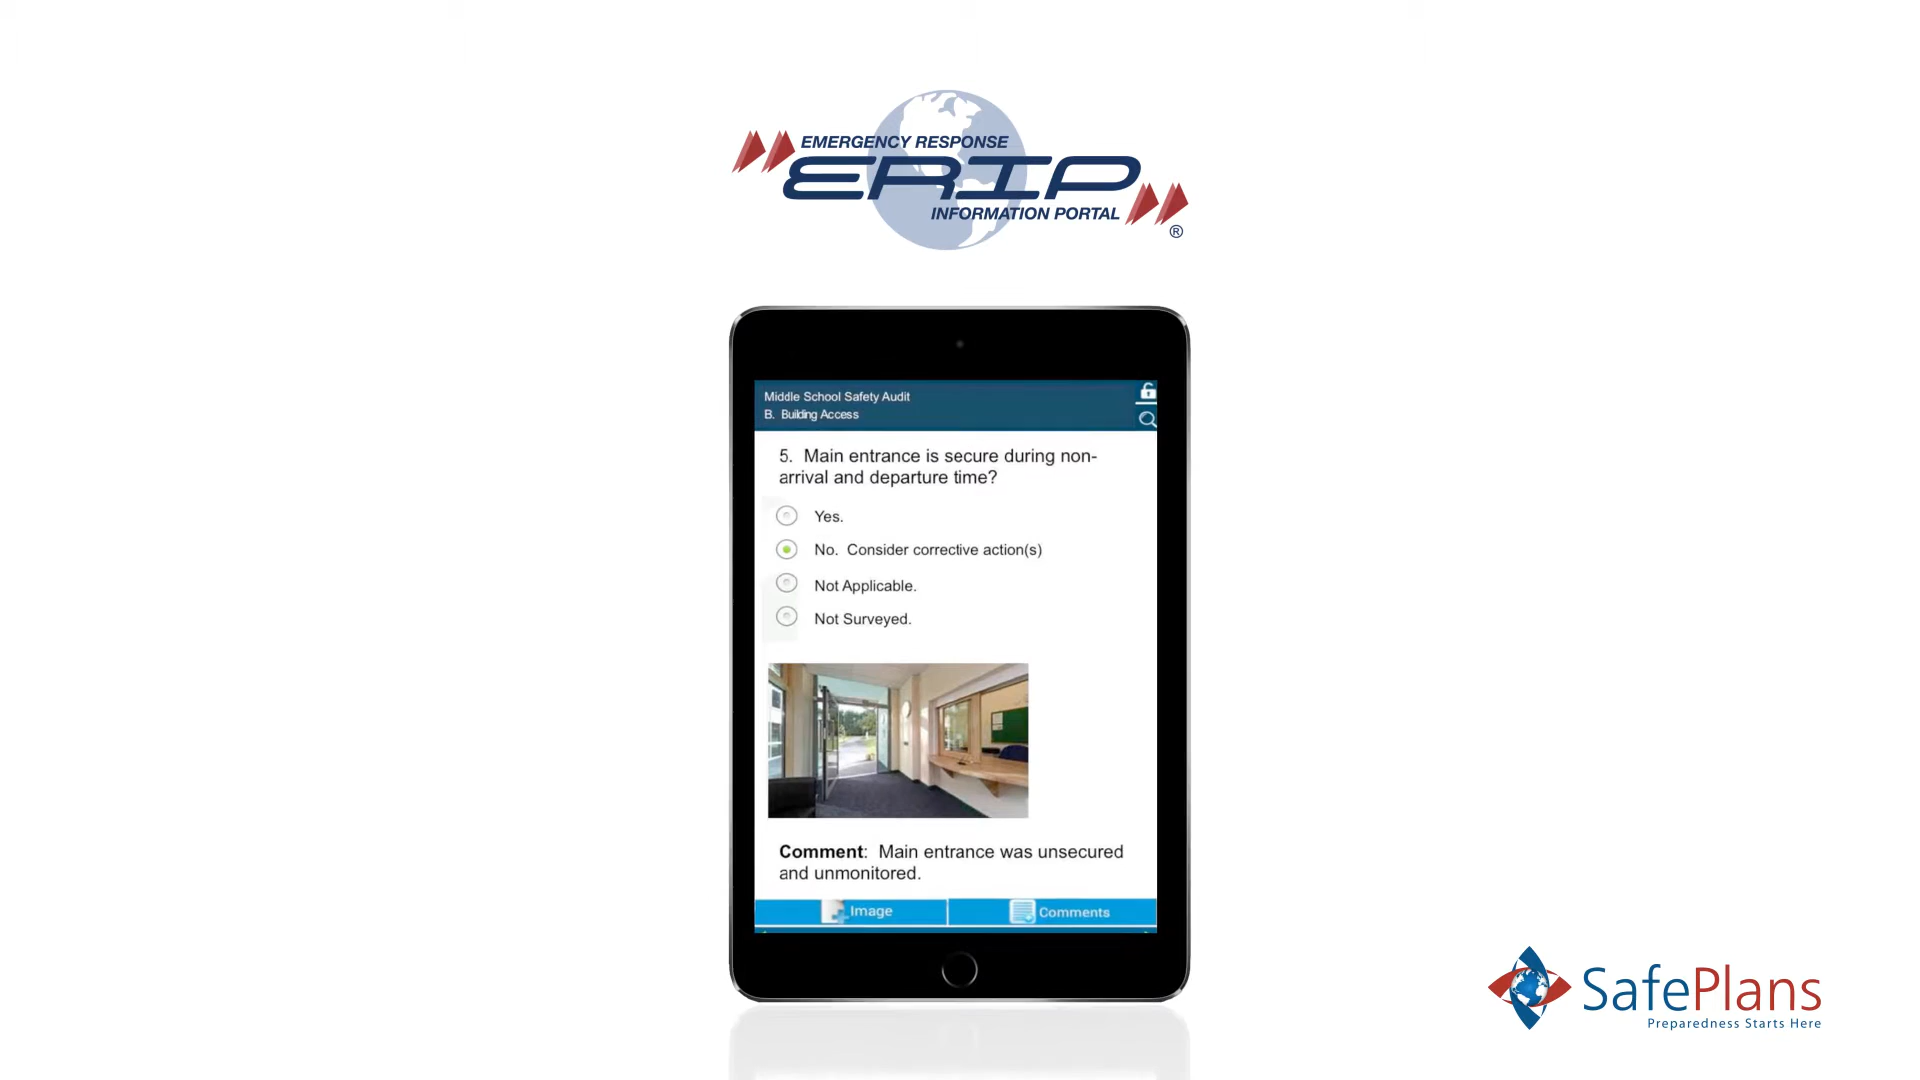 EMERGENCY RESPONSE
ERIP
INFORMATION PORTAL
®
Middle School Safety Audit
B. Building Access
5. Main entrance is secure during non-
arrival and departure time?
Yes.
No. Consider corrective action(s)
Not Applicable.
Not Surveyed.
Comment: Main entrance was unsecured
and unmonitored.
Image
Comments
SafePlans
Preparedness Starts Here